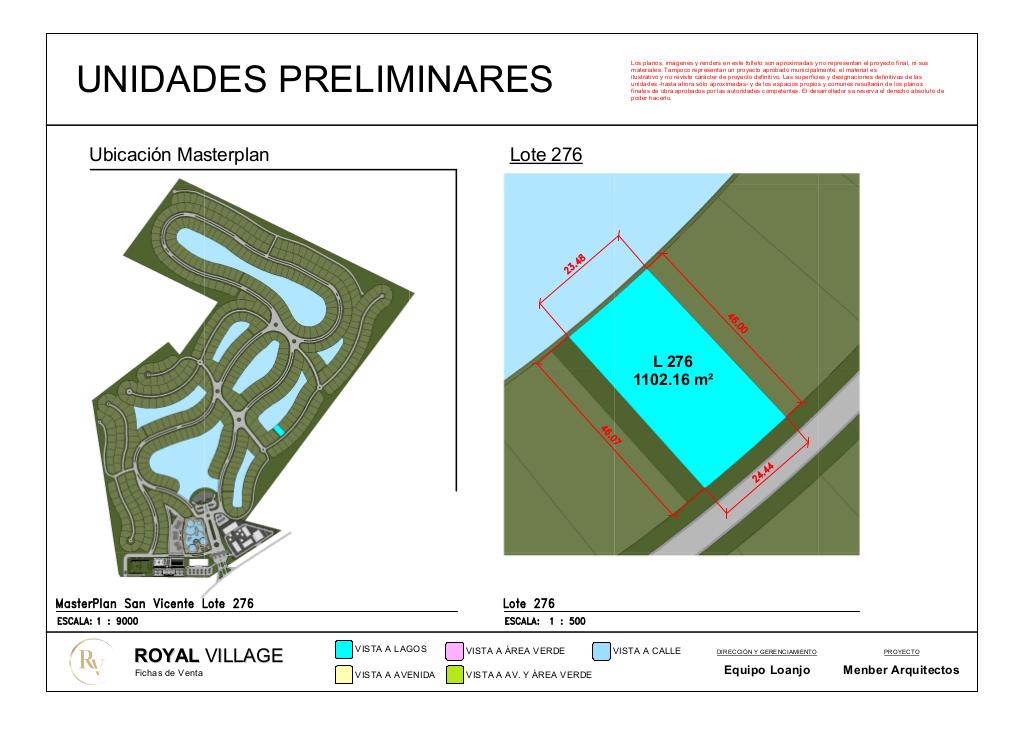 UNIDADES PRELIMINARES
Los planos, imágenes y renders en este folleto son aproximadas y no representan el proyecto final, ni sus
materiales. Tampoco representan un proyecto aprobado municipalmente, el material es
ilustrativo y no reviste carácter de proyecto definitivo. Las superficies y designaciones definitivas de las
unidades -hasta ahora sólo aproximadas- y de los espacios propios y comunes resultarán de los planos
finales de obra aprobados por las autoridades competentes. El desarrollador se reserva el derecho absoluto de
poder hacerlo.
Ubicación Masterplan
Lote 276
23.48
46.00
L 276
1102.16 m²
46.07
24.44
MasterPlan San Vicente Lote 276
ESCALA: 1 : 9000
Lote 276
ESCALA: 1 : 500
RV
ROYAL VILLAGE
Fichas de Venta
VISTA A LAGOS
VISTA A ÁREA VERDE
VISTA A CALLE
VISTA A AVENIDA
VISTA A AV. Y ÁREA VERDE
DIRECCIÓN Y GERENCIAMIENTO
Equipo Loanjo
PROYECTO
Menber Arquitectos